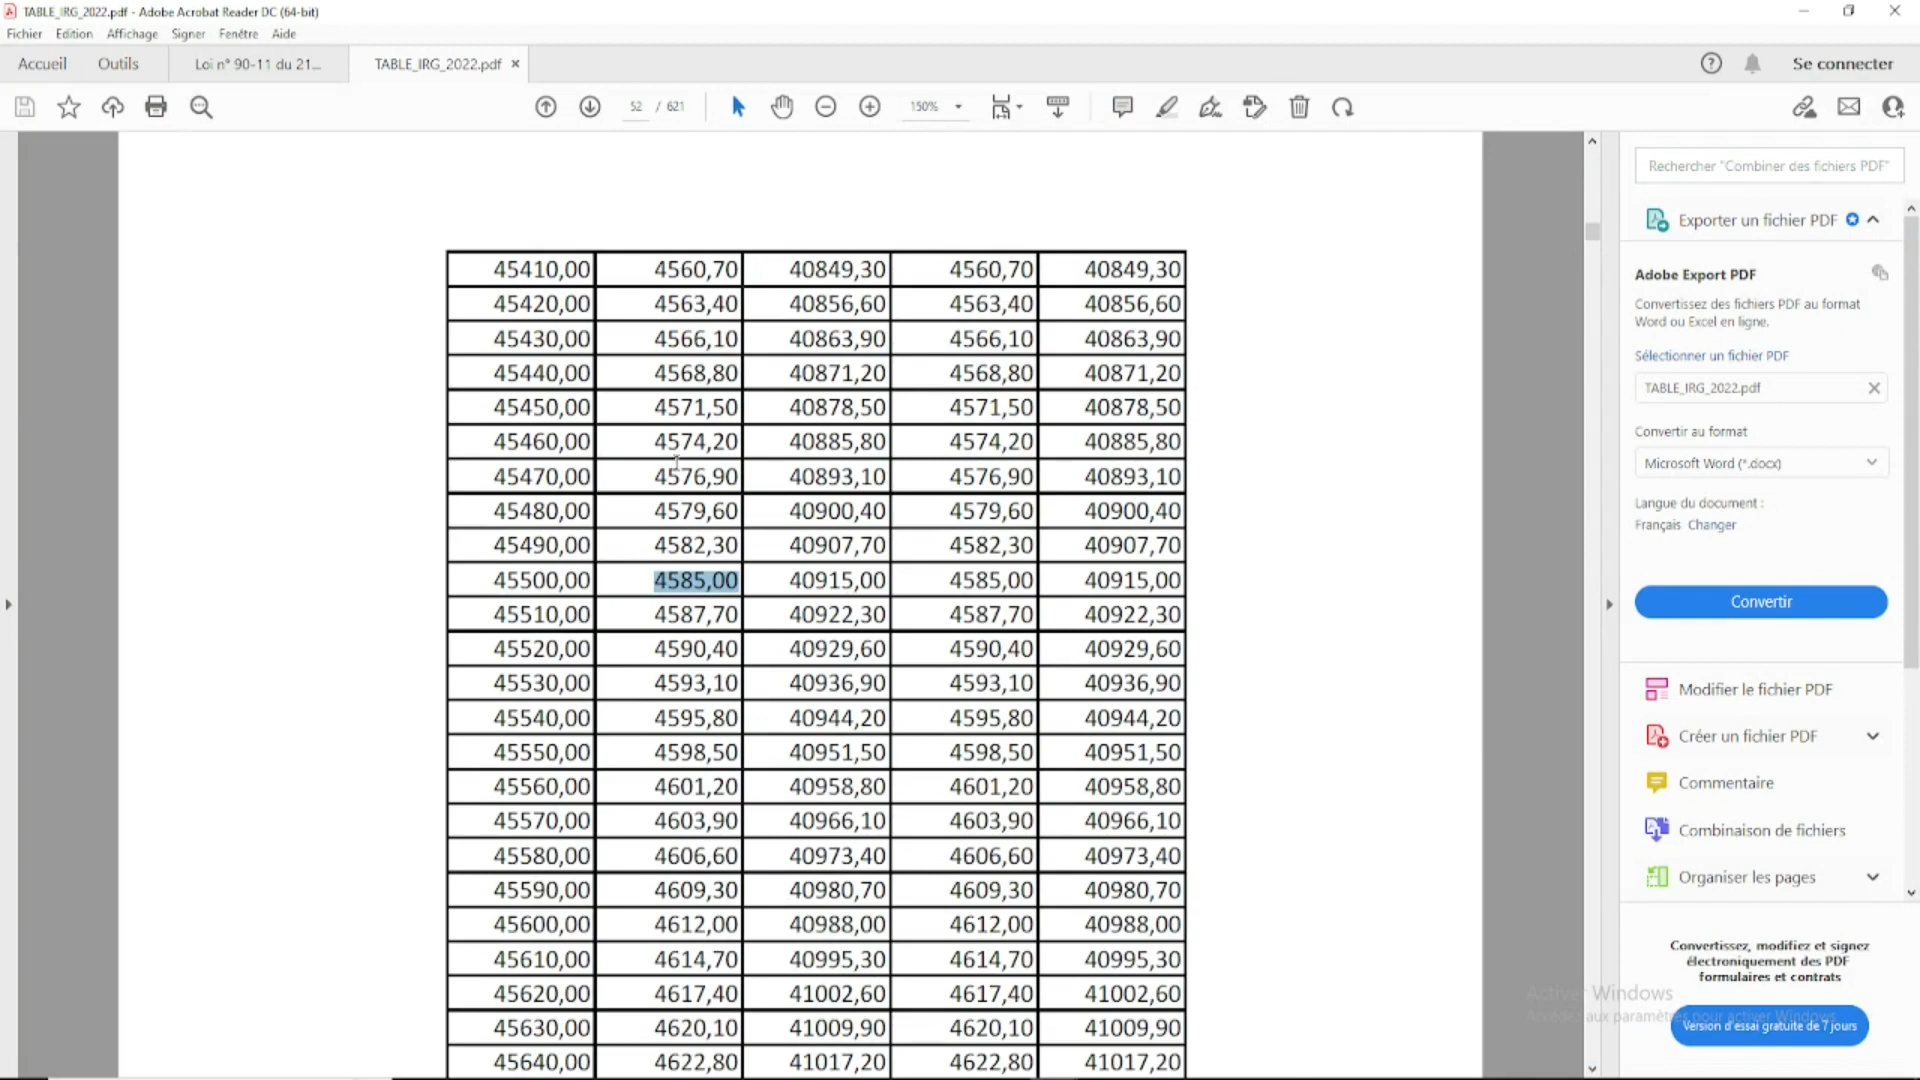 TABLE_IRG_2022.pdf - Adobe Acrobat Reader DC (64-bit)
Fichier Edition Affichage Signer Fenêtre Aide
Accueil Outils Loi n° 90-11 du 21... TABLE_IRG_2022.pdf Se connecter
52 / 621 150%
45410,00 4560,70 40849,30 4560,70 40849,30
45420,00 4563,40 40856,60 4563,40 40856,60
45430,00 4566,10 40863,90 4566,10 40863,90
45440,00 4568,80 40871,20 4568,80 40871,20
45450,00 4571,50 40878,50 4571,50 40878,50
45460,00 4574,20 40885,80 4574,20 40885,80
45470,00 4576,90 40893,10 4576,90 40893,10
45480,00 4579,60 40900,40 4579,60 40900,40
45490,00 4582,30 40907,70 4582,30 40907,70
45500,00 4585,00 40915,00 4585,00 40915,00
45510,00 4587,70 40922,30 4587,70 40922,30
45520,00 4590,40 40929,60 4590,40 40929,60
45530,00 4593,10 40936,90 4593,10 40936,90
45540,00 4595,80 40944,20 4595,80 40944,20
45550,00 4598,50 40951,50 4598,50 40951,50
45560,00 4601,20 40958,80 4601,20 40958,80
45570,00 4603,90 40966,10 4603,90 40966,10
45580,00 4606,60 40973,40 4606,60 40973,40
45590,00 4609,30 40980,70 4609,30 40980,70
45600,00 4612,00 40988,00 4612,00 40988,00
45610,00 4614,70 40995,30 4614,70 40995,30
45620,00 4617,40 41002,60 4617,40 41002,60
45630,00 4620,10 41009,90 4620,10 41009,90
45640,00 4622,80 41017,20 4622,80 41017,20
Rechercher "Combiner des fichiers PDF"
Exporter un fichier PDF
Adobe Export PDF
Convertissez des fichiers PDF au format
Word ou Excel en ligne.
Sélectionner un fichier PDF
TABLE_IRG_2022.pdf
Convertir au format
Microsoft Word (*.docx)
Langue du document :
Français Changer
Convertir
Modifier le fichier PDF
Créer un fichier PDF
Commentaire
Combinaison de fichiers
Organiser les pages
Convertissez, modifiez et signez
électroniquement des PDF
formulaires et contrats
Activer Windows
aux paramètres pour activer Windows.
Version d'essai gratuite de 7 jours